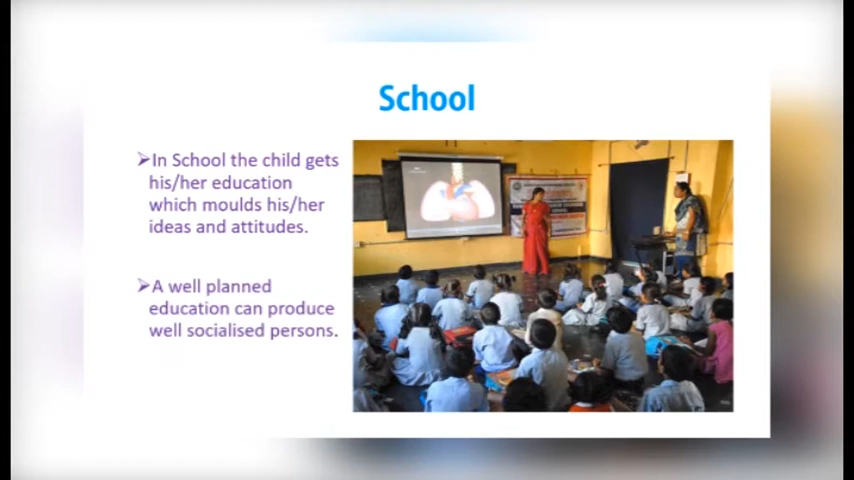 School
➢In School the child gets
his/her education
which moulds his/her
ideas and attitudes.
➢A well planned
education can produce
well socialised persons.